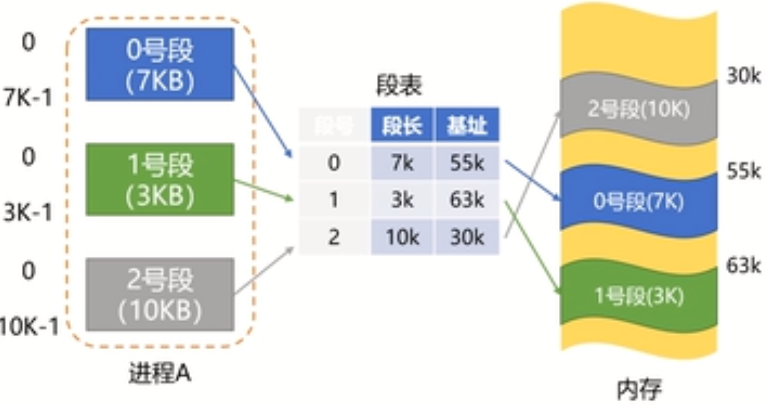 0
7K-1
0号段
(7KB)
0
3K-1
1号段
(3KB)
0
10K-1
2号段
(10KB)
进程A
段表
段号 段长 基址
0 7k 55k
1 3k 63k
2 10k 30k
30k
2号段(10K)
55k
0号段(7K)
63k
1号段(3K)
内存